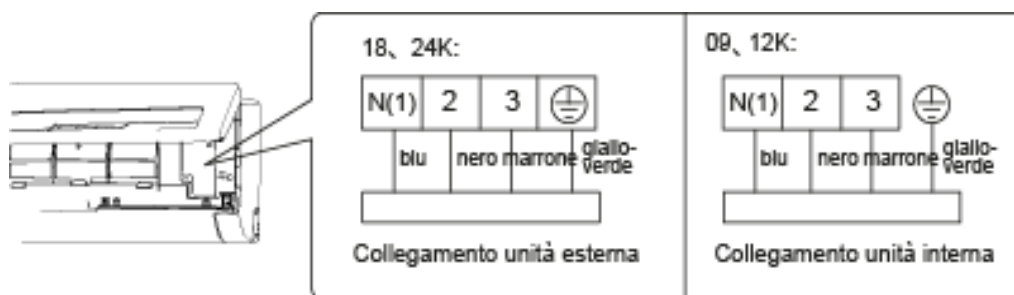 18、24K:
N(1) 2 3
blu nero marrone giallo-
verde
Collegamento unità esterna
09、12K:
N(1) 2 3
blu nero marrone giallo-
verde
Collegamento unità interna